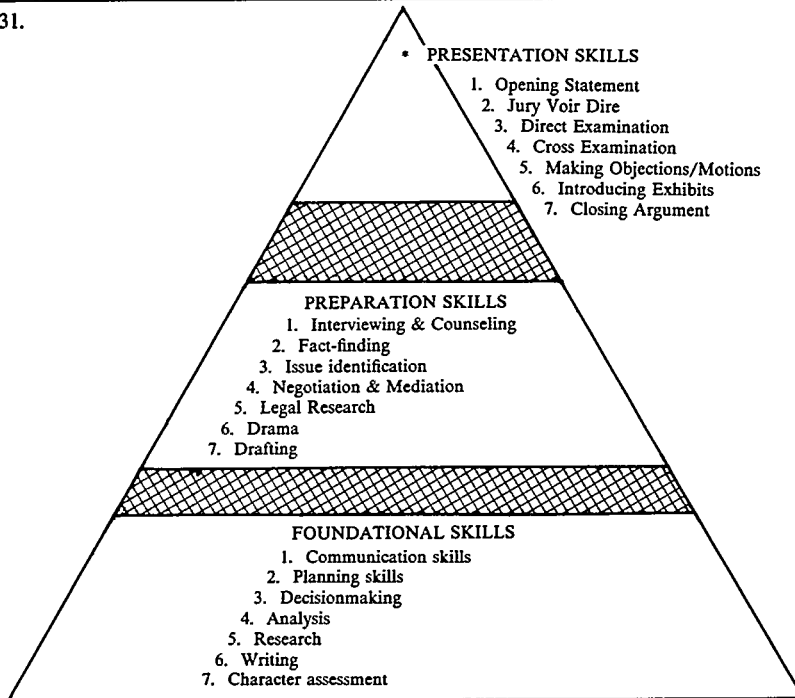 31.
* PRESENTATION SKILLS
1. Opening Statement
2. Jury Voir Dire
3. Direct Examination
4. Cross Examination
5. Making Objections/Motions
6. Introducing Exhibits
7. Closing Argument
PREPARATION SKILLS
1. Interviewing & Counseling
2. Fact-finding
3. Issue identification
4. Negotiation & Mediation
5. Legal Research
6. Drama
7. Drafting
FOUNDATIONAL SKILLS
1. Communication skills
2. Planning skills
3. Decisionmaking
4. Analysis
5. Research
6. Writing
7. Character assessment